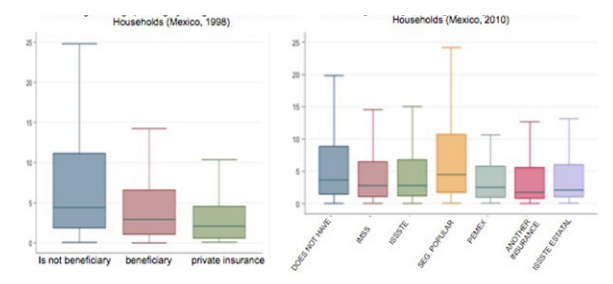 Households (Mexico, 1998)
25
20
15
10
5
0
Is not beneficiary beneficiary private insurance
Households (Mexico, 2010)
25
20
15
10
5
0
DOES NOT HAVE
IMSS
ISSSTE
SEG. POPULAR
PEMEX
ANOTHER
INSURANCE
ISSSTE ESTATAL